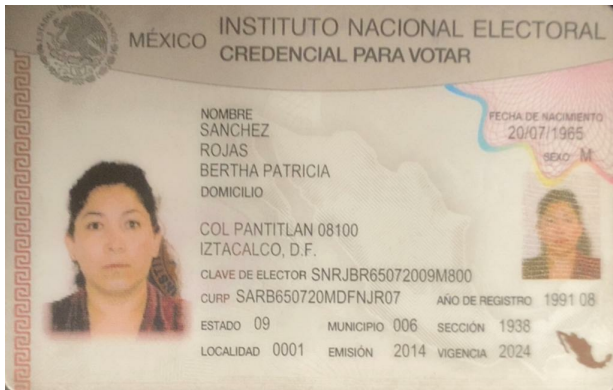 MÉXICO
INSTITUTO NACIONAL ELECTORAL
CREDENCIAL PARA VOTAR
NOMBRE
SANCHEZ
ROJAS
BERTHA PATRICIA
DOMICILIO
FECHA DE NACIMIENTO
20/07/1965
SEXO M
COL PANTITLAN 08100
IZTACALCO, D.F.
CLAVE DE ELECTOR SNRJBR65072009M800
CURP SARB650720MDFNJR07 AÑO DE REGISTRO 1991 08
ESTADO 09 MUNICIPIO 006 SECCIÓN 1938
LOCALIDAD 0001 EMISIÓN 2014 VIGENCIA 2024